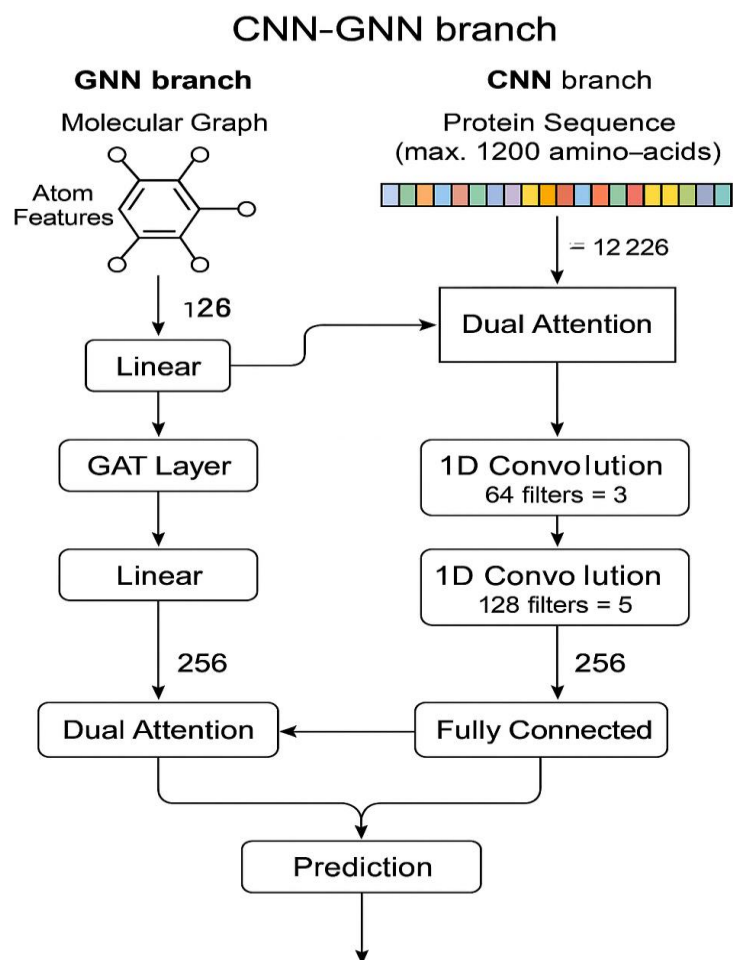 CNN–GNN branch
GNN branch
Molecular Graph
Atom
Features
126
Linear
GAT Layer
Linear
256
Dual Attention
CNN branch
Protein Sequence
(max. 1200 amino–acids)
= 12 226
Dual Attention
1D Convolution
64 filters = 3
1D Convo lution
128 filters = 5
256
Fully Connected
Prediction